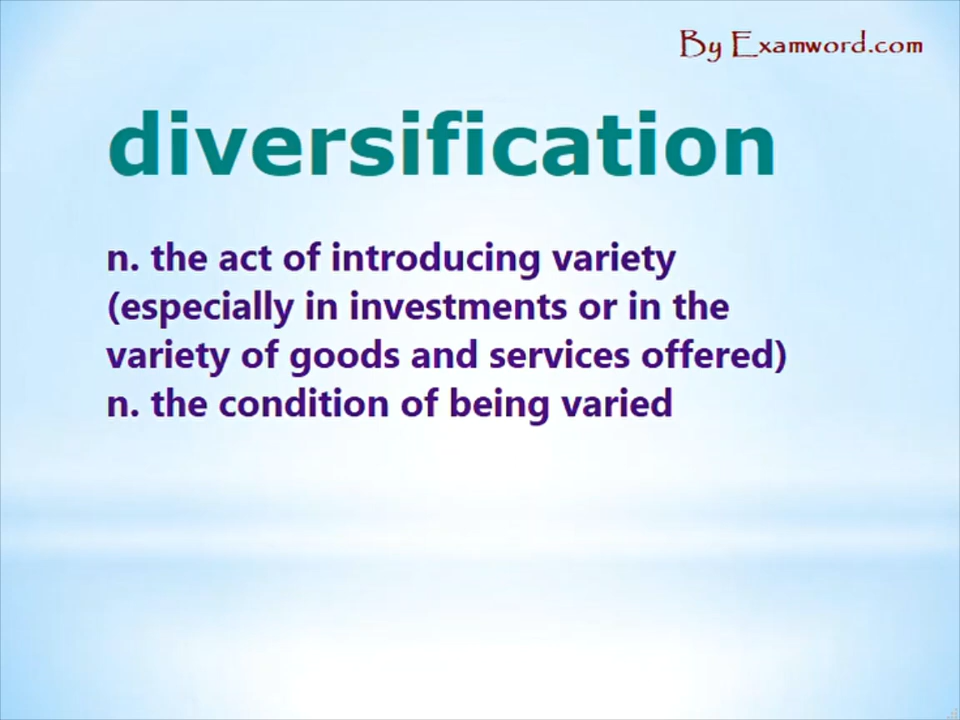 By Examword.com
diversification
n. the act of introducing variety
(especially in investments or in the
variety of goods and services offered)
n. the condition of being varied